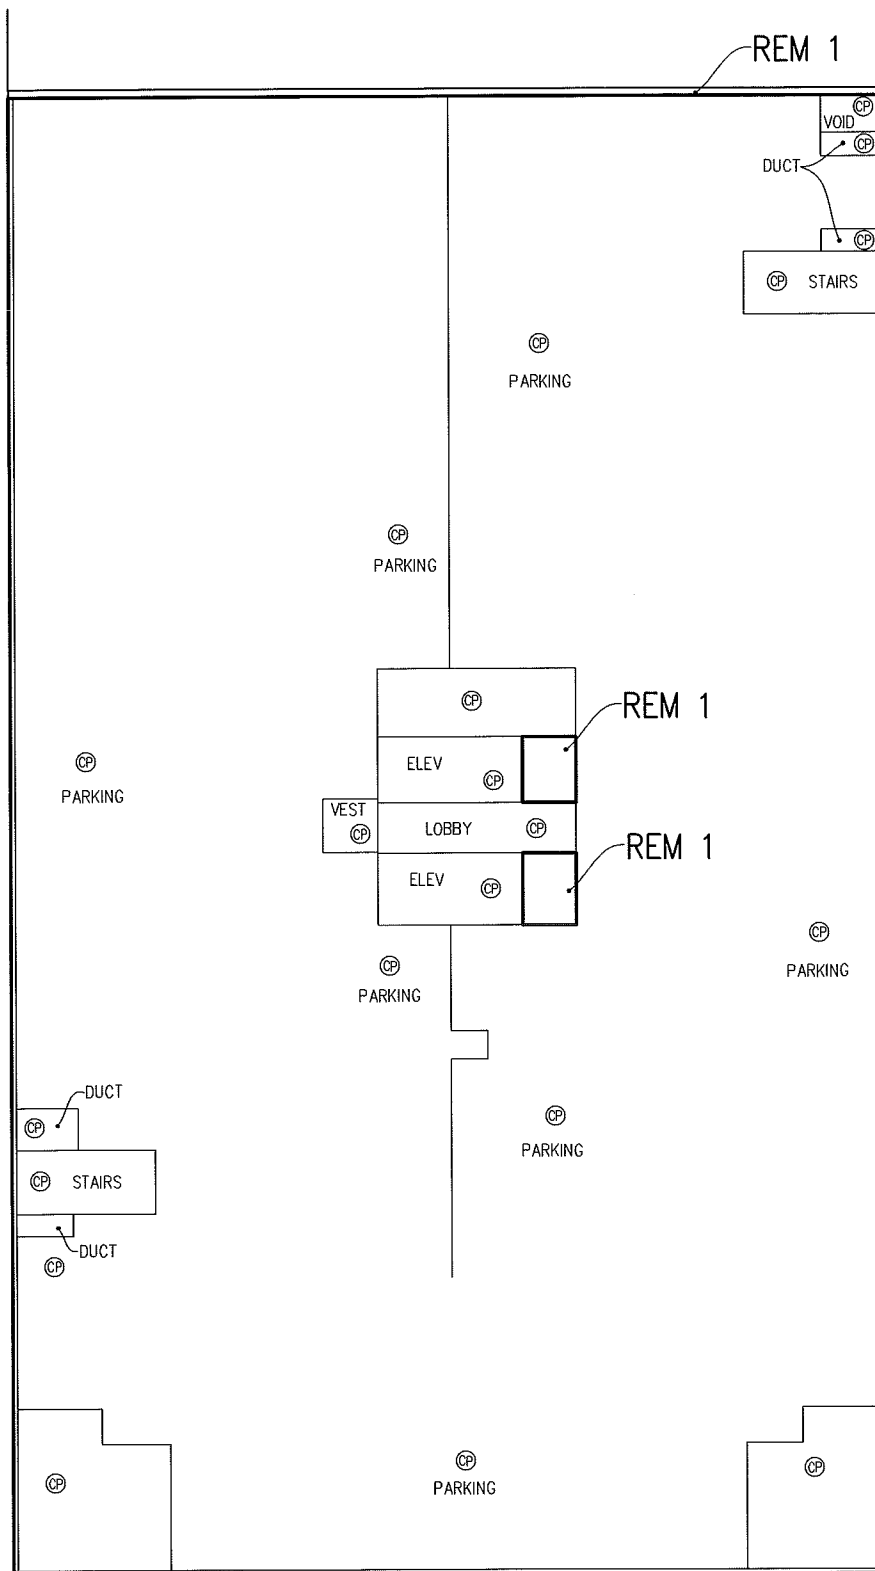 REM 1
CP
VOID
CP
DUCT
CP
CP STAIRS
CP
PARKING
CP
PARKING
CP
REM 1
ELEV
CP
CP
PARKING
VEST
CP
LOBBY CP
REM 1
ELEV
CP
CP
PARKING
CP
PARKING
DUCT
CP
CP
PARKING
CP STAIRS
DUCT
CP
CP
PARKING
CP
CP